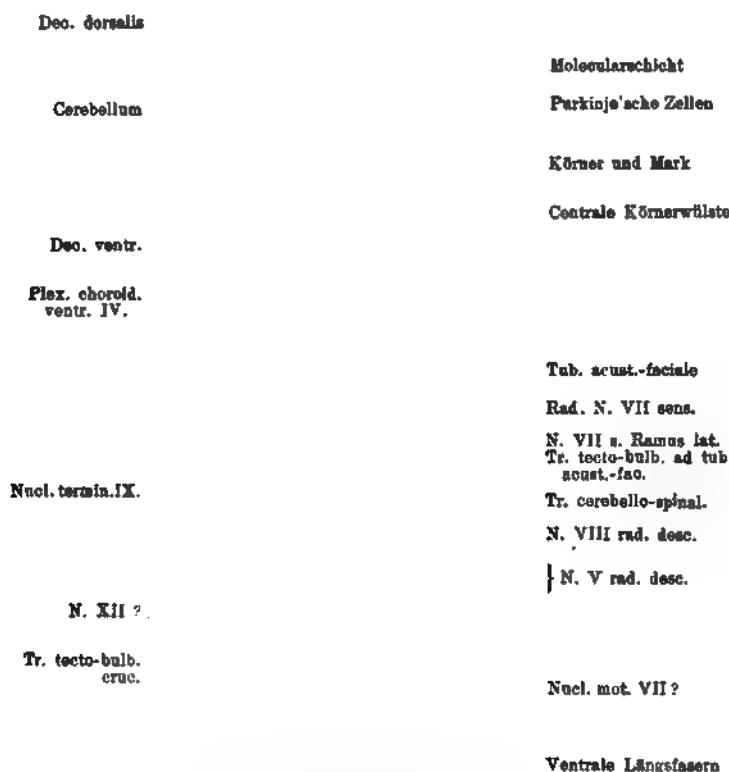 Dec. dorsalis
Cerebellum
Dec. ventr.
Plex. choroid.
ventr. IV.
Nucl. termin. IX.
N. XII ?
Tr. tecto-bulb.
cruc.
Molecularschicht
Purkinje'sche Zellen
Körner und Mark
Centrale Körnerwülste
Tub. acust.-faciale
Rad. N. VII sens.
N. VII s. Ramus lat.
Tr. tecto-bulb. ad tub
acust.-fac.
Tr. cerebello-spinal.
N. VIII rad. desc.
N. V rad. desc.
Nucl. mot. VII ?
Ventrale Längsfasern